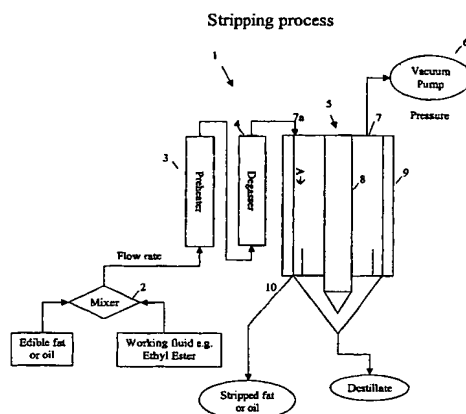 Stripping process
1
6
Vacuum
Pump
Pressure
7a
5
7
4
3
Preheater
Degasser
V
8
9
Flow rate
Mixer
2
10
Edible fat
or oil
Working fluid e.g.
Ethyl Ester
Stripped fat
or oil
Destillate